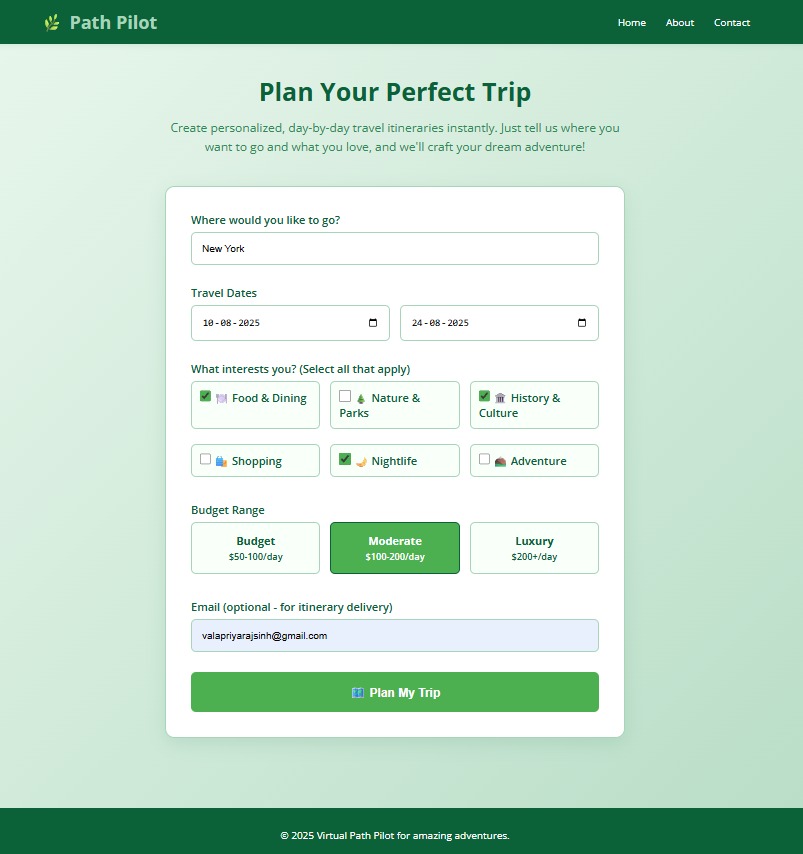 Path Pilot
Home About Contact
Plan Your Perfect Trip
Create personalized, day-by-day travel itineraries instantly. Just tell us where you
want to go and what you love, and we'll craft your dream adventure!
Where would you like to go?
New York
Travel Dates
10-08-2025 24-08-2025
What interests you? (Select all that apply)
Food & Dining
Nature &
Parks
History &
Culture
Shopping
Nightlife
Adventure
Budget Range
Budget
$50-100/day
Moderate
$100-200/day
Luxury
$200+/day
Email (optional - for itinerary delivery)
valapriyarajsinh@gmail.com
Plan My Trip
© 2025 Virtual Path Pilot for amazing adventures.